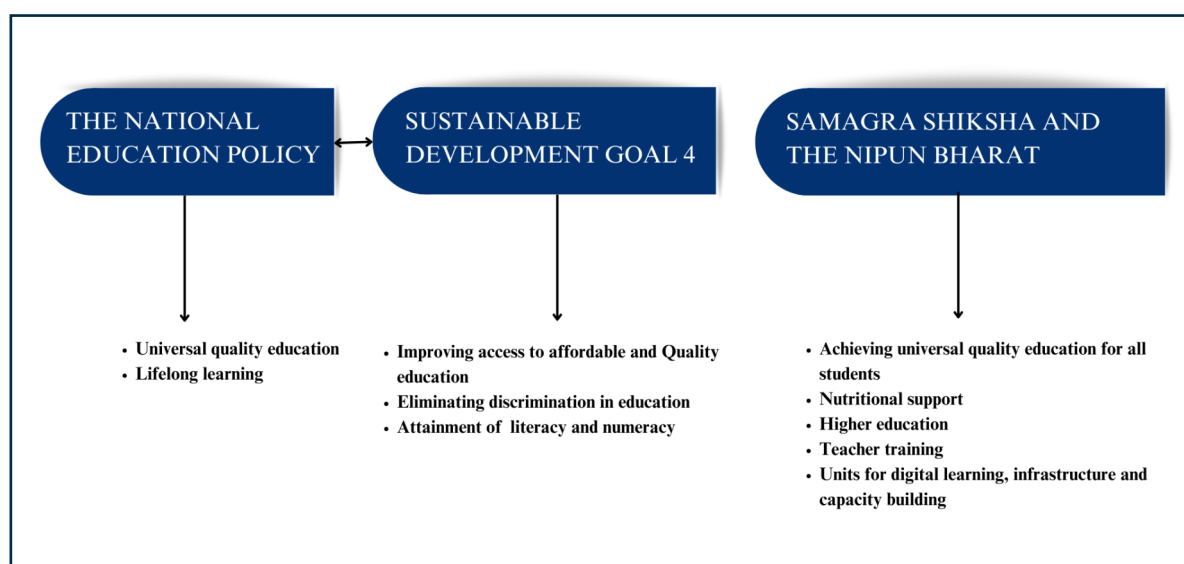 THE NATIONAL
EDUCATION POLICY
SUSTAINABLE
DEVELOPMENT GOAL 4
SAMAGRA SHIKSHA AND
THE NIPUN BHARAT
• Universal quality education
• Lifelong learning
• Improving access to affordable and Quality
education
• Eliminating discrimination in education
• Attainment of literacy and numeracy
• Achieving universal quality education for all
students
• Nutritional support
• Higher education
• Teacher training
• Units for digital learning, infrastructure and
capacity building